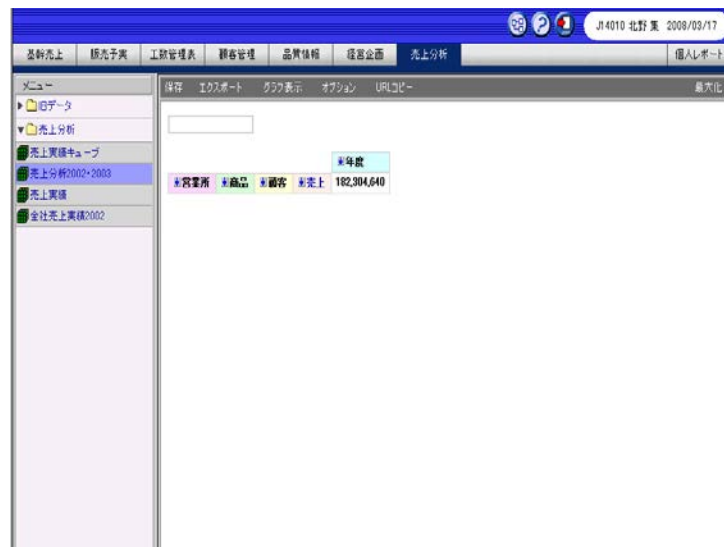 J14010 北野 集 2008/03/17
基幹売上 販売予実 工数管理表 顧客管理 品質情報 経営企画 売上分析 個人レポート
メニュー
保存 エクスポート グラフ表示 オプション URLコピー 最大化
旧データ
売上分析
売上実績キューブ
売上分析2002・2003
売上実績
全社売上実績2002
年度
営業所 商品 顧客 売上 182,304,640